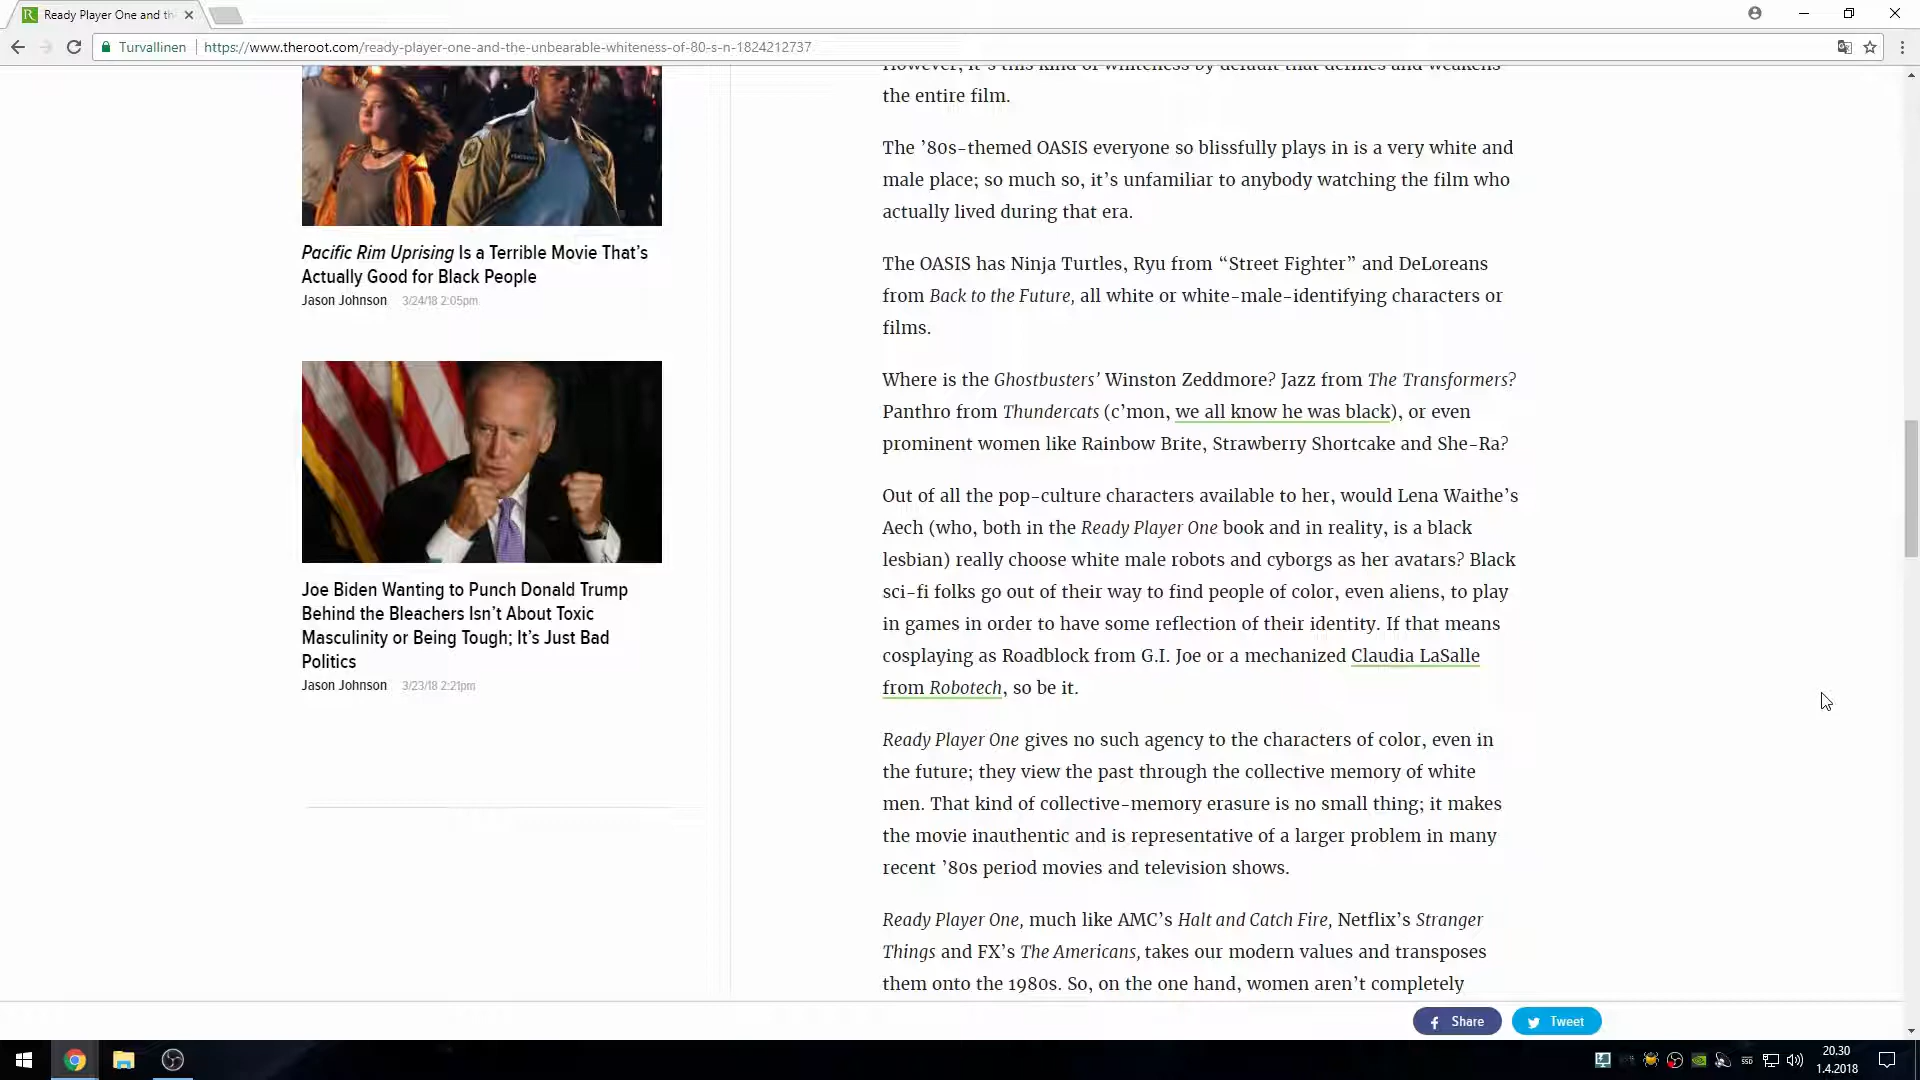 Ready Player One and th
Turvallinen
https://www.theroot.com/ready-player-one-and-the-unbearable-whiteness-of-80-s-n-1824212737
Pacific Rim Uprising Is a Terrible Movie That's
Actually Good for Black People
Jason Johnson 3/24/18 2:05pm
Joe Biden Wanting to Punch Donald Trump
Behind the Bleachers Isn't About Toxic
Masculinity or Being Tough; It's Just Bad
Politics
Jason Johnson 3/23/18 2:21pm
However, it's this kind of whiteness by default that defines and weakens
the entire film.
The ’80s-themed OASIS everyone so blissfully plays in is a very white and
male place; so much so, it’s unfamiliar to anybody watching the film who
actually lived during that era.
The OASIS has Ninja Turtles, Ryu from “Street Fighter” and DeLoreans
from Back to the Future, all white or white-male-identifying characters or
films.
Where is the Ghostbusters’ Winston Zeddmore? Jazz from The Transformers?
Panthro from Thundercats (c’mon, we all know he was black), or even
prominent women like Rainbow Brite, Strawberry Shortcake and She-Ra?
Out of all the pop-culture characters available to her, would Lena Waithe’s
Aech (who, both in the Ready Player One book and in reality, is a black
lesbian) really choose white male robots and cyborgs as her avatars? Black
sci-fi folks go out of their way to find people of color, even aliens, to play
in games in order to have some reflection of their identity. If that means
cosplaying as Roadblock from G.I. Joe or a mechanized Claudia LaSalle
from Robotech, so be it.
Ready Player One gives no such agency to the characters of color, even in
the future; they view the past through the collective memory of white
men. That kind of collective-memory erasure is no small thing; it makes
the movie inauthentic and is representative of a larger problem in many
recent ’80s period movies and television shows.
Ready Player One, much like AMC’s Halt and Catch Fire, Netflix’s Stranger
Things and FX’s The Americans, takes our modern values and transposes
them onto the 1980s. So, on the one hand, women aren’t completely
Share
Tweet
SSD
20.30
1.4.2018